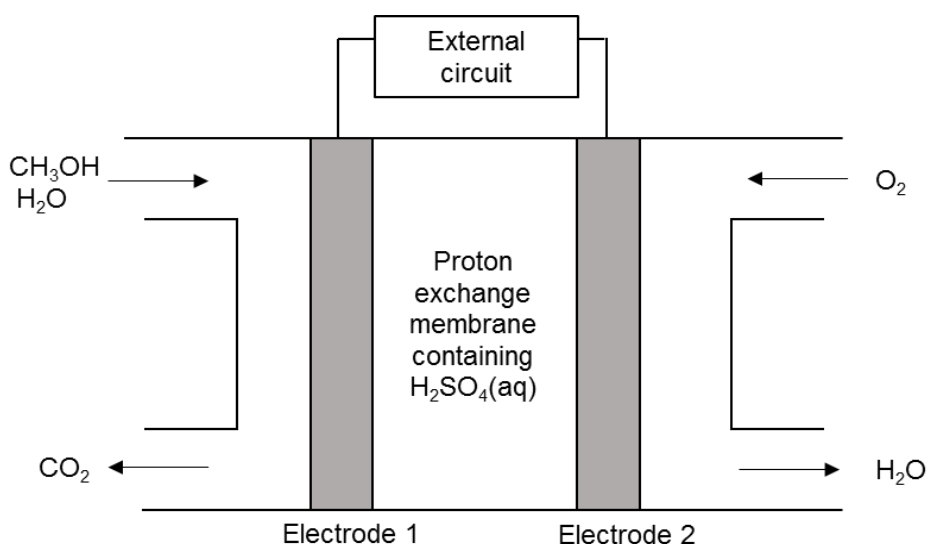 External
circuit
CH₃OH
H₂O
O₂
Proton
exchange
membrane
containing
H₂SO₄(aq)
CO₂
H₂O
Electrode 1
Electrode 2